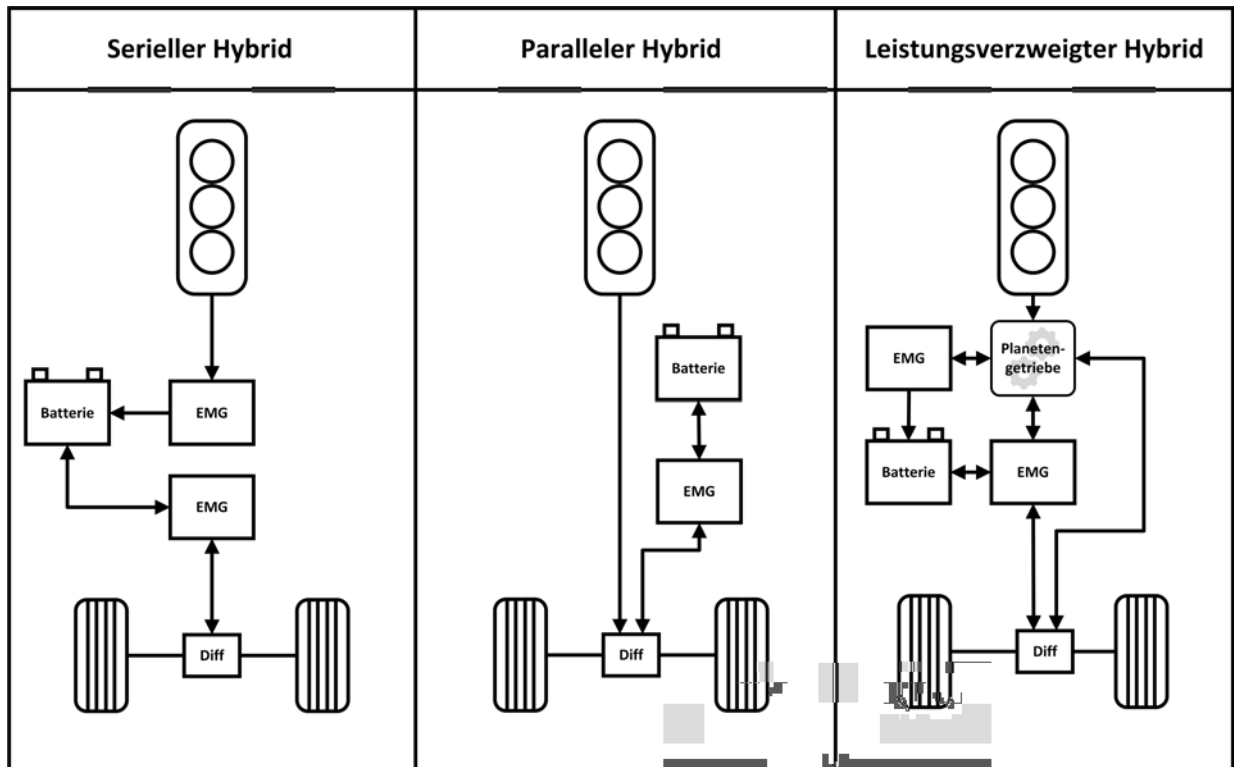 Serieller Hybrid
Paralleler Hybrid
Leistungsverzweigter Hybrid
Batterie
EMG
EMG
Diff
Batterie
EMG
Diff
EMG
Planeten-
getriebe
Batterie
EMG
Diff